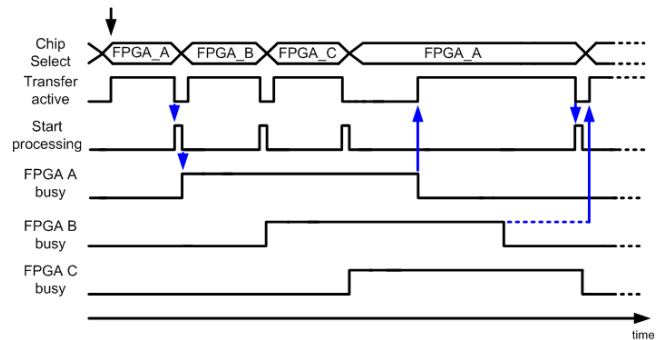 Chip
Select
FPGA_A
FPGA_B
FPGA_C
FPGA_A
Transfer
active
Start
processing
FPGA A
busy
FPGA B
busy
FPGA C
busy
time